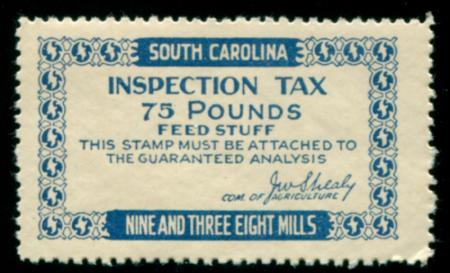 SOUTH CAROLINA
INSPECTION TAX
75 POUNDS
FEED STUFF
THIS STAMP MUST BE ATTACHED TO
THE GUARANTEED ANALYSIS
JWShealy
COM. OF AGRICULTURE
NINE AND THREE EIGHT MILLS